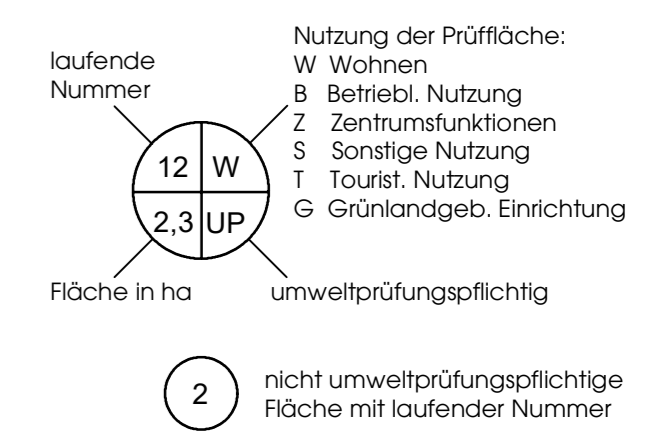 laufende
Nummer
Nutzung der Prüffläche:
W Wohnen
B Betriebl. Nutzung
Z Zentrumsfunktionen
S Sonstige Nutzung
T Tourist. Nutzung
G Grünlandgeb. Einrichtung
12 W
2,3 UP
Fläche in ha
umweltprüfungspflichtig
2
nicht umweltprüfungspflichtige
Fläche mit laufender Nummer